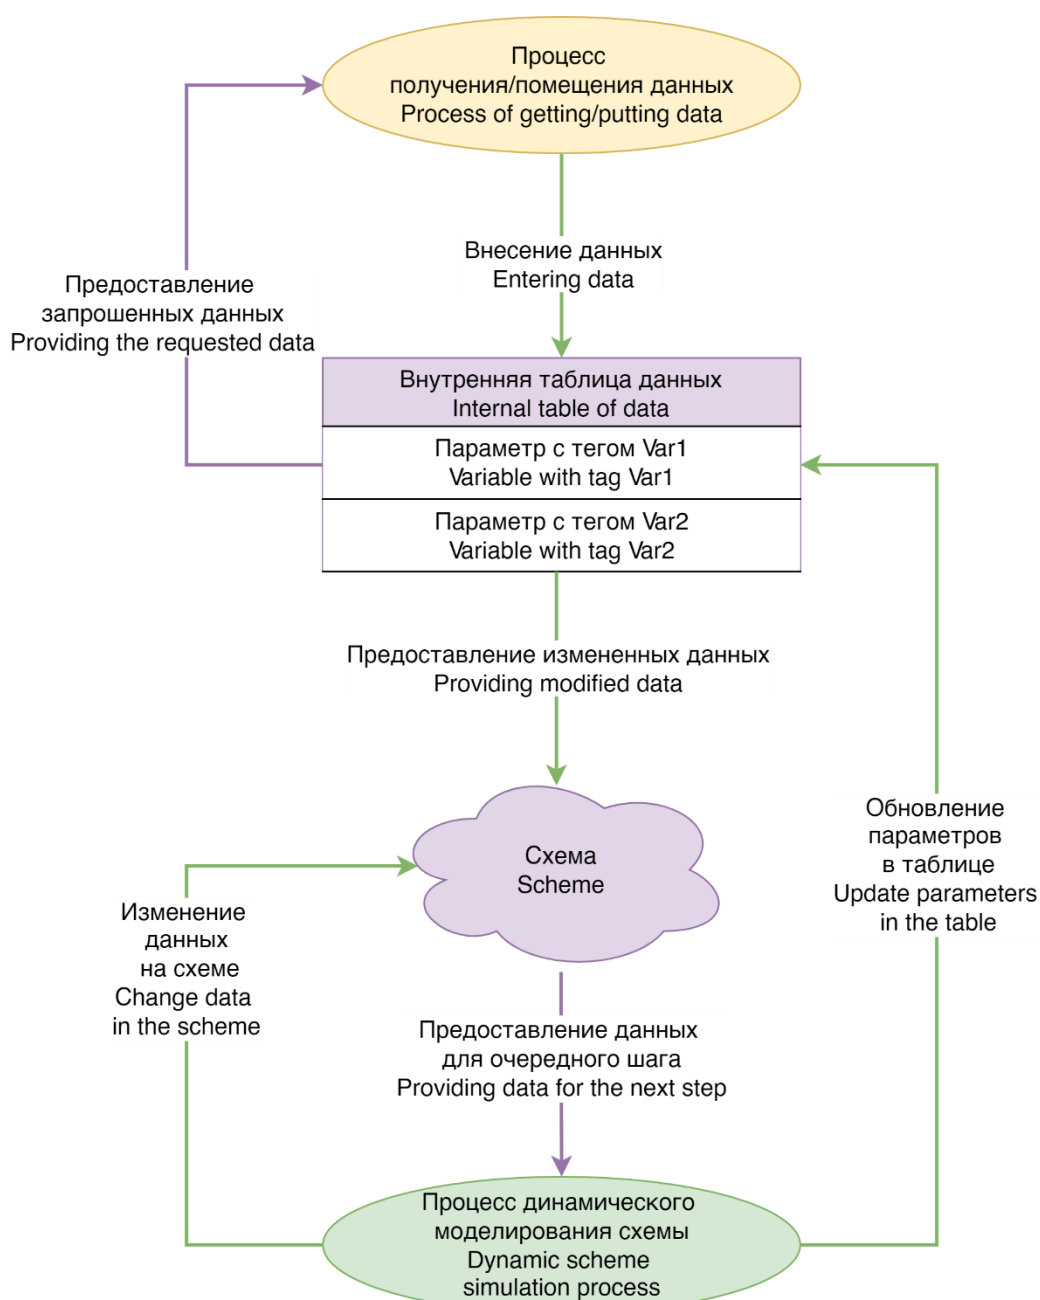 Процесс
получения/помещения данных
Process of getting/putting data
Внесение данных
Entering data
Предоставление
запрошенных данных
Providing the requested data
Внутренняя таблица данных
Internal table of data
Параметр с тегом Var1
Variable with tag Var1
Параметр с тегом Var2
Variable with tag Var2
Предоставление измененных данных
Providing modified data
Схема
Scheme
Обновление
параметров
в таблице
Update parameters
in the table
Изменение
данных
на схеме
Change data
in the scheme
Предоставление данных
для очередного шага
Providing data for the next step
Процесс динамического
моделирования схемы
Dynamic scheme
simulation process